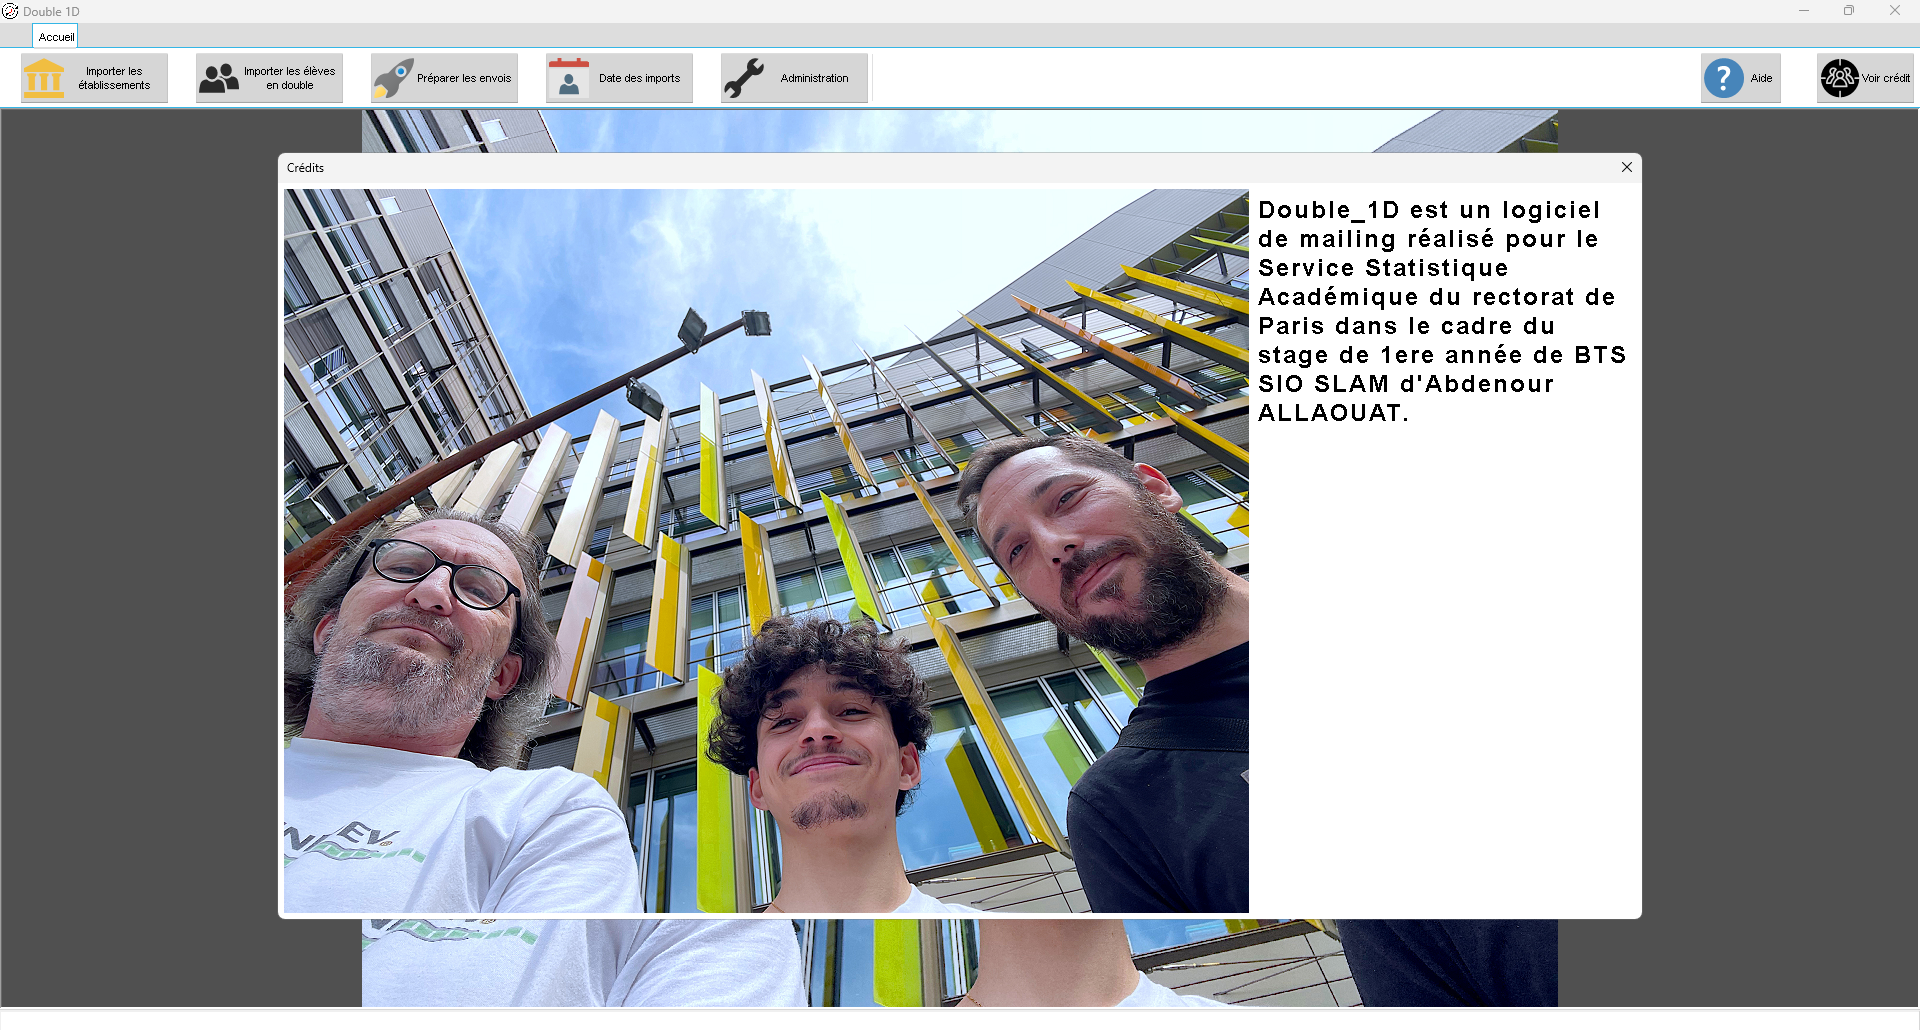 Double 1D
Accueil
Importer les
établissements
Importer les élèves
en double
Préparer les envois
Date des imports
Administration
Aide
Voir crédit
Crédits
Double_1D est un logiciel
de mailing réalisé pour le
Service Statistique
Académique du rectorat de
Paris dans le cadre du
stage de 1ere année de BTS
SIO SLAM d'Abdenour
ALLAOUAT.